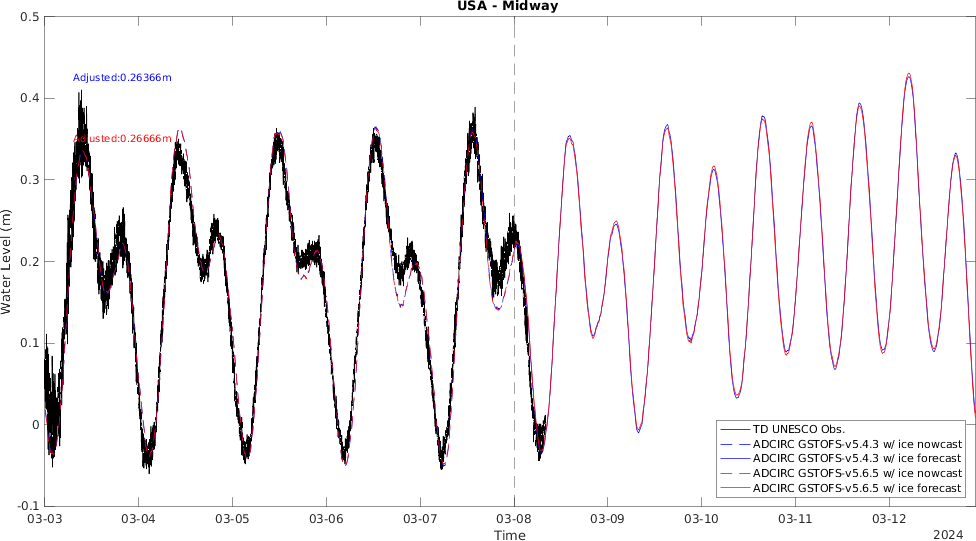 USA - Midway
0.5
Adjusted:0.26366m
0.4
Adjusted:0.26666m
0.3
0.2
0.1
0
-0.1
Water Level (m)
TD UNESCO Obs.
ADCIRC GSTOFS-v5.4.3 w/ ice nowcast
ADCIRC GSTOFS-v5.4.3 w/ ice forecast
ADCIRC GSTOFS-v5.6.5 w/ ice nowcast
ADCIRC GSTOFS-v5.6.5 w/ ice forecast
03-03 03-04 03-05 03-06 03-07 03-08 03-09 03-10 03-11 03-12
Time
2024